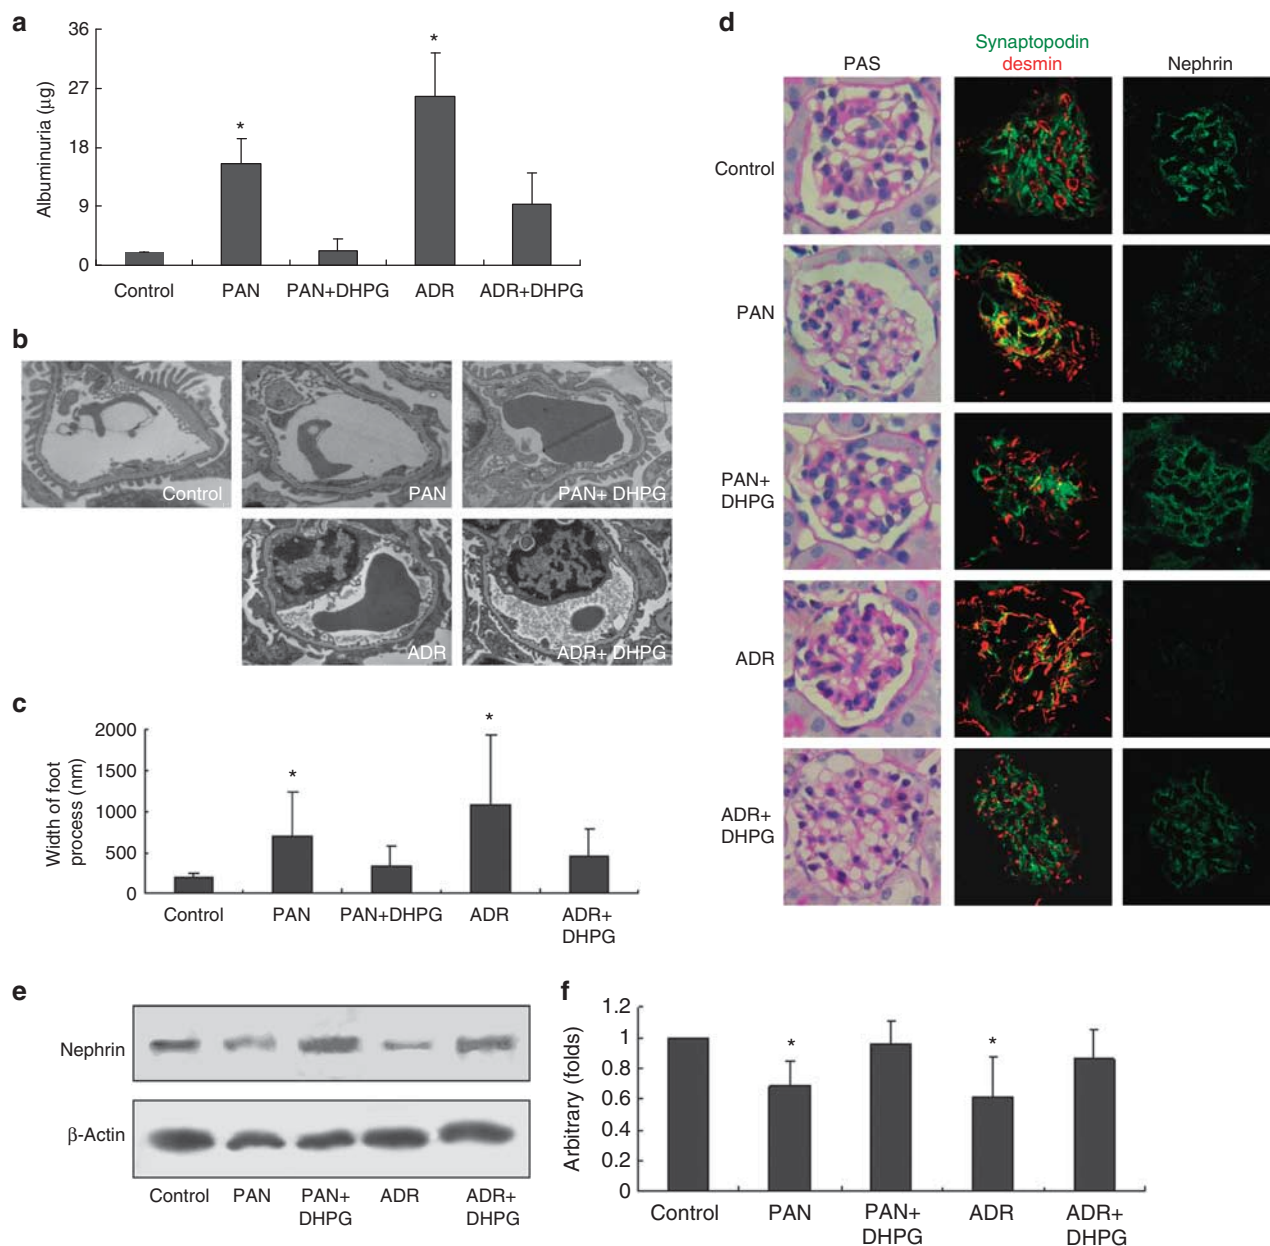 a
36
27
18
9
0
Albuminuria (μg)
*
*
Control PAN PAN+DHPG ADR ADR+DHPG
b
Control
PAN
PAN+ DHPG
ADR
ADR+ DHPG
c
2000
1500
1000
500
0
Width of foot
process (nm)
*
*
Control PAN PAN+DHPG ADR ADR+
DHPG
d
PAS
Synaptopodin
desmin
Nephrin
Control
PAN
PAN+
DHPG
ADR
ADR+
DHPG
e
Nephrin
β-Actin
Control PAN PAN+
DHPG ADR ADR+
DHPG
f
1.2
1
0.8
0.6
0.4
0.2
0
Arbitrary (folds)
*
*
Control PAN PAN+
DHPG ADR ADR+
DHPG